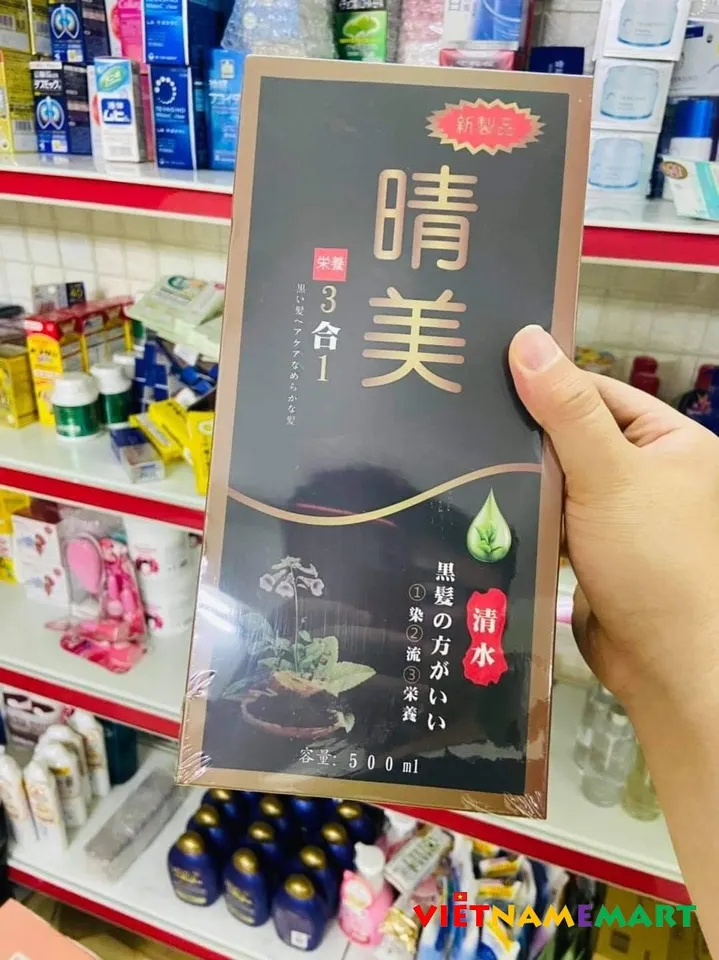 新製品
晴美
栄養
3合1
黒い髪ヘアケアなめらかな髪
清水
黒髪の方がいい
①染②流③栄養
容量: 500ml
VIETNAMEMART